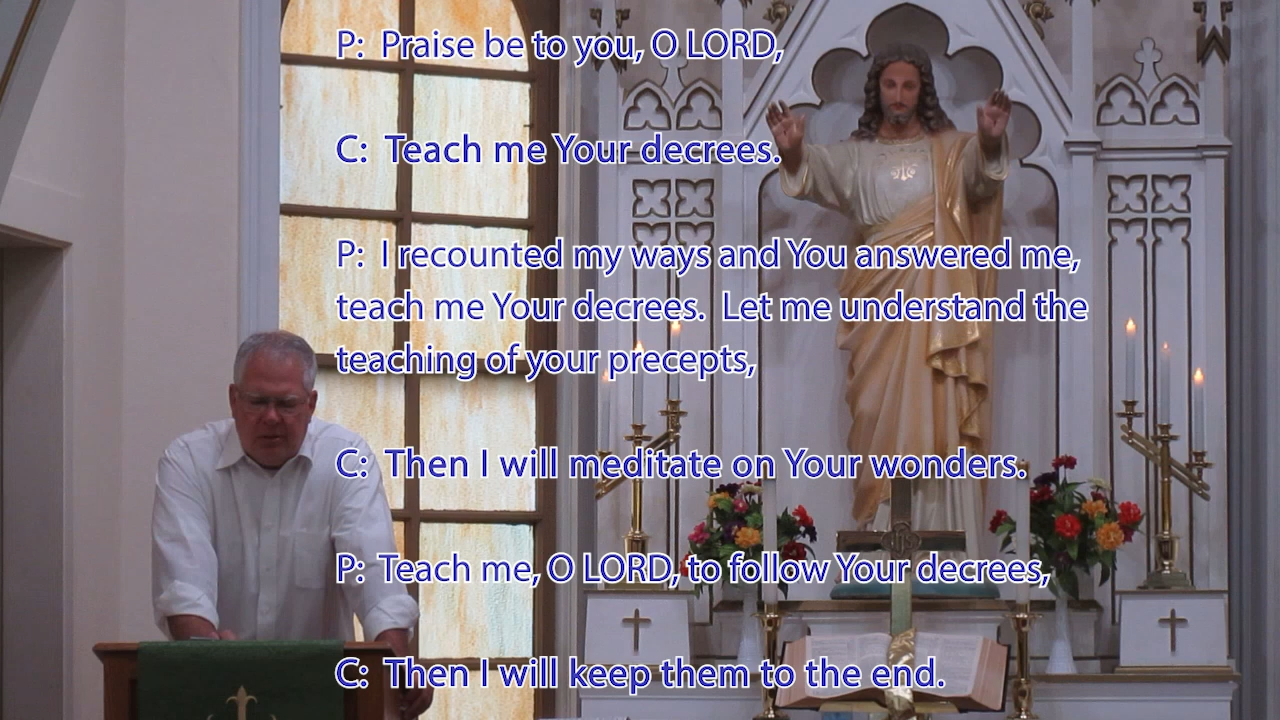 P:  Praise be to you, O LORD,
C:  Teach me Your decrees.
P:  I recounted my ways and You answered me,
teach me Your decrees.  Let me understand the
teaching of your precepts,
C:  Then I will meditate on Your wonders.
P:  Teach me, O LORD, to follow Your decrees,
C:  Then I will keep them to the end.